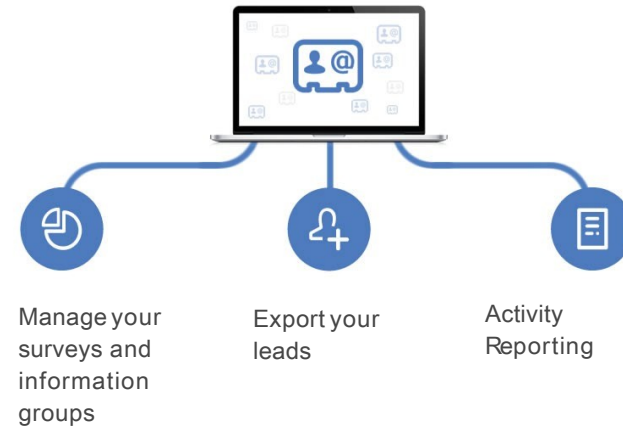 @
Manage your
surveys and
information
groups
Export your
leads
Activity
Reporting